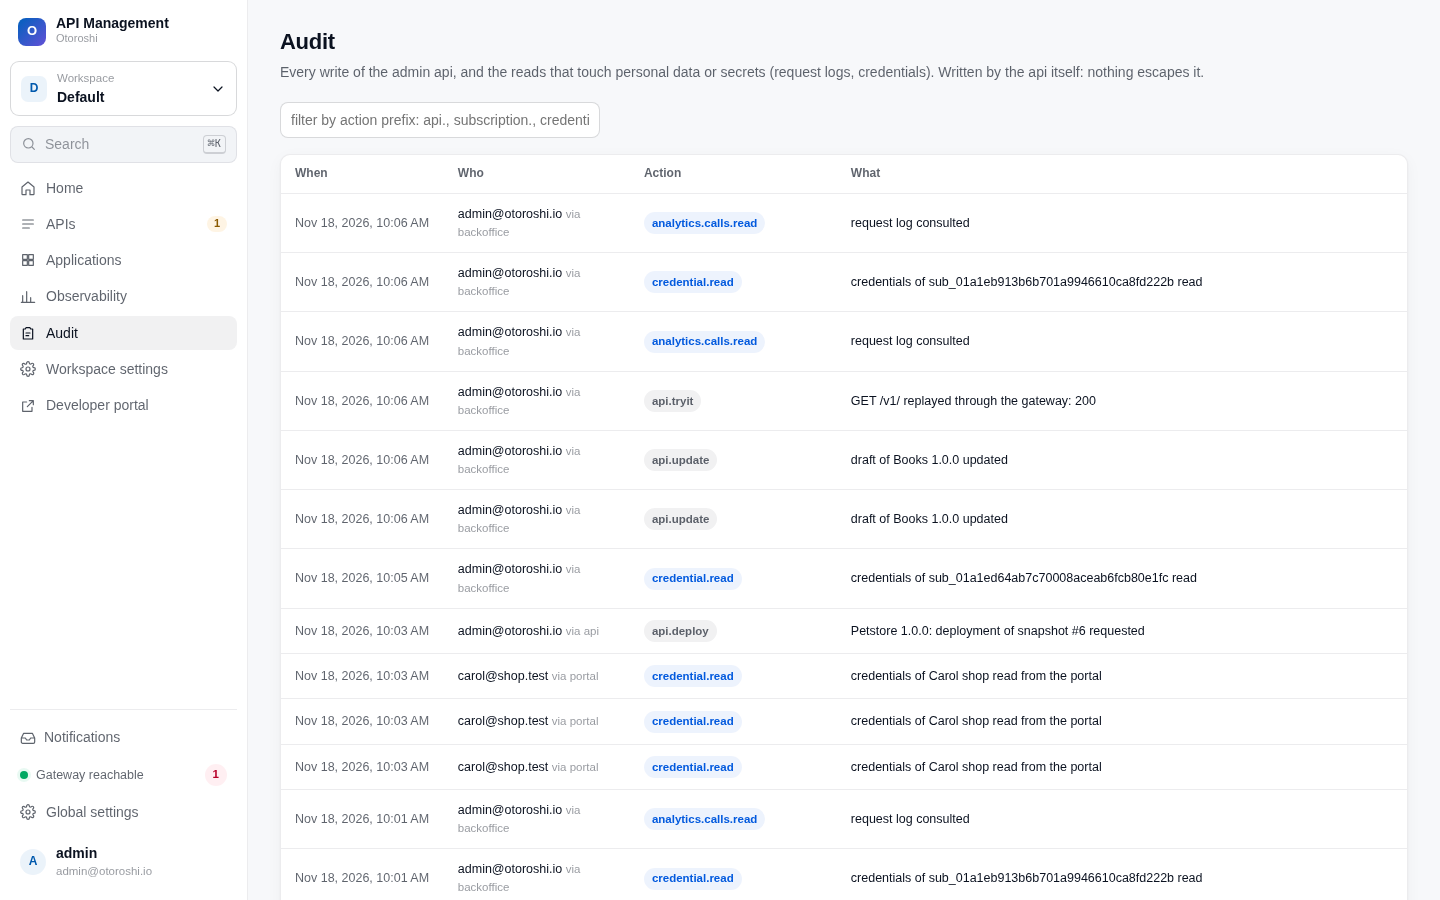 O
API Management
Otoroshi
D
Workspace
Default
Search
⌘K
Home
APIs
1
Applications
Observability
Audit
Workspace settings
Developer portal
Notifications
Gateway reachable
1
Global settings
A
admin
admin@otoroshi.io
Audit
Every write of the admin api, and the reads that touch personal data or secrets (request logs, credentials). Written by the api itself: nothing escapes it.
filter by action prefix: api., subscription., credenti
When Who Action What
Nov 18, 2026, 10:06 AM admin@otoroshi.io via backoffice analytics.calls.read request log consulted
Nov 18, 2026, 10:06 AM admin@otoroshi.io via backoffice credential.read credentials of sub_01a1eb913b6b701a9946610ca8fd222b read
Nov 18, 2026, 10:06 AM admin@otoroshi.io via backoffice analytics.calls.read request log consulted
Nov 18, 2026, 10:06 AM admin@otoroshi.io via backoffice api.tryit GET /v1/ replayed through the gateway: 200
Nov 18, 2026, 10:06 AM admin@otoroshi.io via backoffice api.update draft of Books 1.0.0 updated
Nov 18, 2026, 10:06 AM admin@otoroshi.io via backoffice api.update draft of Books 1.0.0 updated
Nov 18, 2026, 10:05 AM admin@otoroshi.io via backoffice credential.read credentials of sub_01a1ed64ab7c70008aceab6fcb80e1fc read
Nov 18, 2026, 10:03 AM admin@otoroshi.io via api api.deploy Petstore 1.0.0: deployment of snapshot #6 requested
Nov 18, 2026, 10:03 AM carol@shop.test via portal credential.read credentials of Carol shop read from the portal
Nov 18, 2026, 10:03 AM carol@shop.test via portal credential.read credentials of Carol shop read from the portal
Nov 18, 2026, 10:03 AM carol@shop.test via portal credential.read credentials of Carol shop read from the portal
Nov 18, 2026, 10:01 AM admin@otoroshi.io via backoffice analytics.calls.read request log consulted
Nov 18, 2026, 10:01 AM admin@otoroshi.io via backoffice credential.read credentials of sub_01a1eb913b6b701a9946610ca8fd222b read